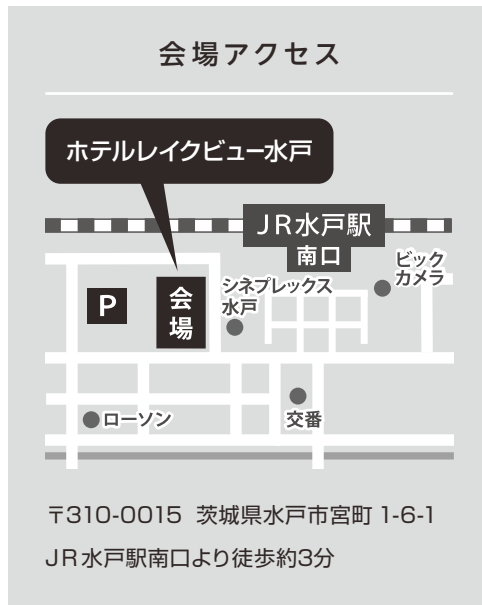 会場アクセス
ホテルレイクビュー水戸
JR水戸駅
南口
ビック
カメラ
シネプレックス
水戸
P
会
場
ローソン
交番
〒310-0015 茨城県水戸市宮町 1-6-1
JR水戸駅南口より徒歩約3分